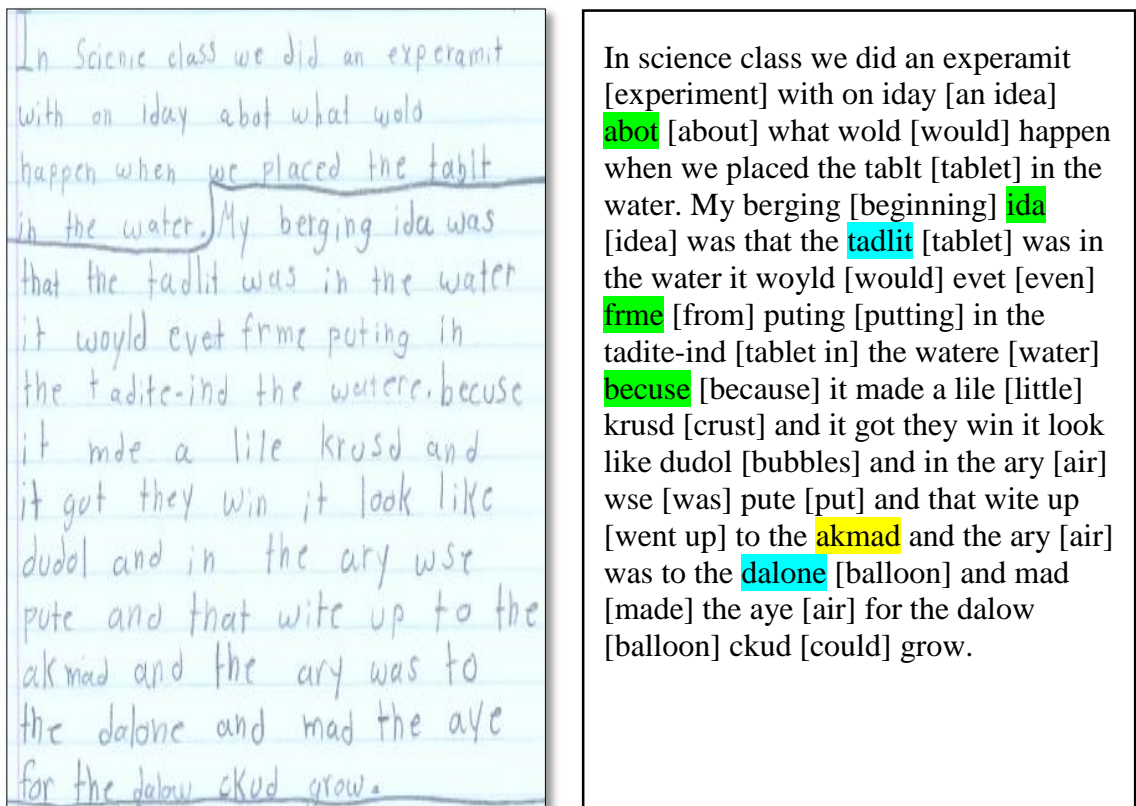 In Scienic class we did an experamit
with on iday abot what wold
happen when we placed the tablt
in the water. My berging ida was
that the tadlit was in the water
it woyld evet frme puting in
the tadite-ind the watere. becuse
it mde a lile krusd and
it got they win it look like
dudol and in the ary wse
pute and that wite up to the
akmad and the ary was to
the dalone and mad the aye
for the dalow ckud grow.
In science class we did an experamit
[experiment] with on iday [an idea]
abot [about] what wold [would] happen
when we placed the tablt [tablet] in the
water. My berging [beginning] ida
[idea] was that the tadlit [tablet] was in
the water it woyld [would] evet [even]
frme [from] puting [putting] in the
tadite-ind [tablet in] the watere [water]
becuse [because] it made a lile [little]
krusd [crust] and it got they win it look
like dudol [bubbles] and in the ary [air]
wse [was] pute [put] and that wite up
[went up] to the akmad and the ary [air]
was to the dalone [balloon] and mad
[made] the aye [air] for the dalow
[balloon] ckud [could] grow.